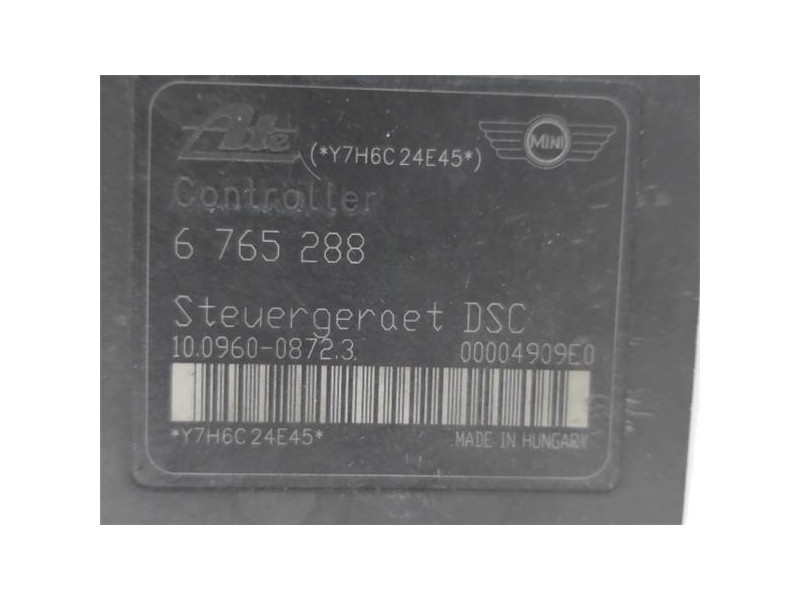 Ate (*Y7H6C24E45*) MINI
Controller
6 765 288
Steuergeraet DSC
10.0960-0872.3 00004909E0
*Y7H6C24E45* MADE IN HUNGARY